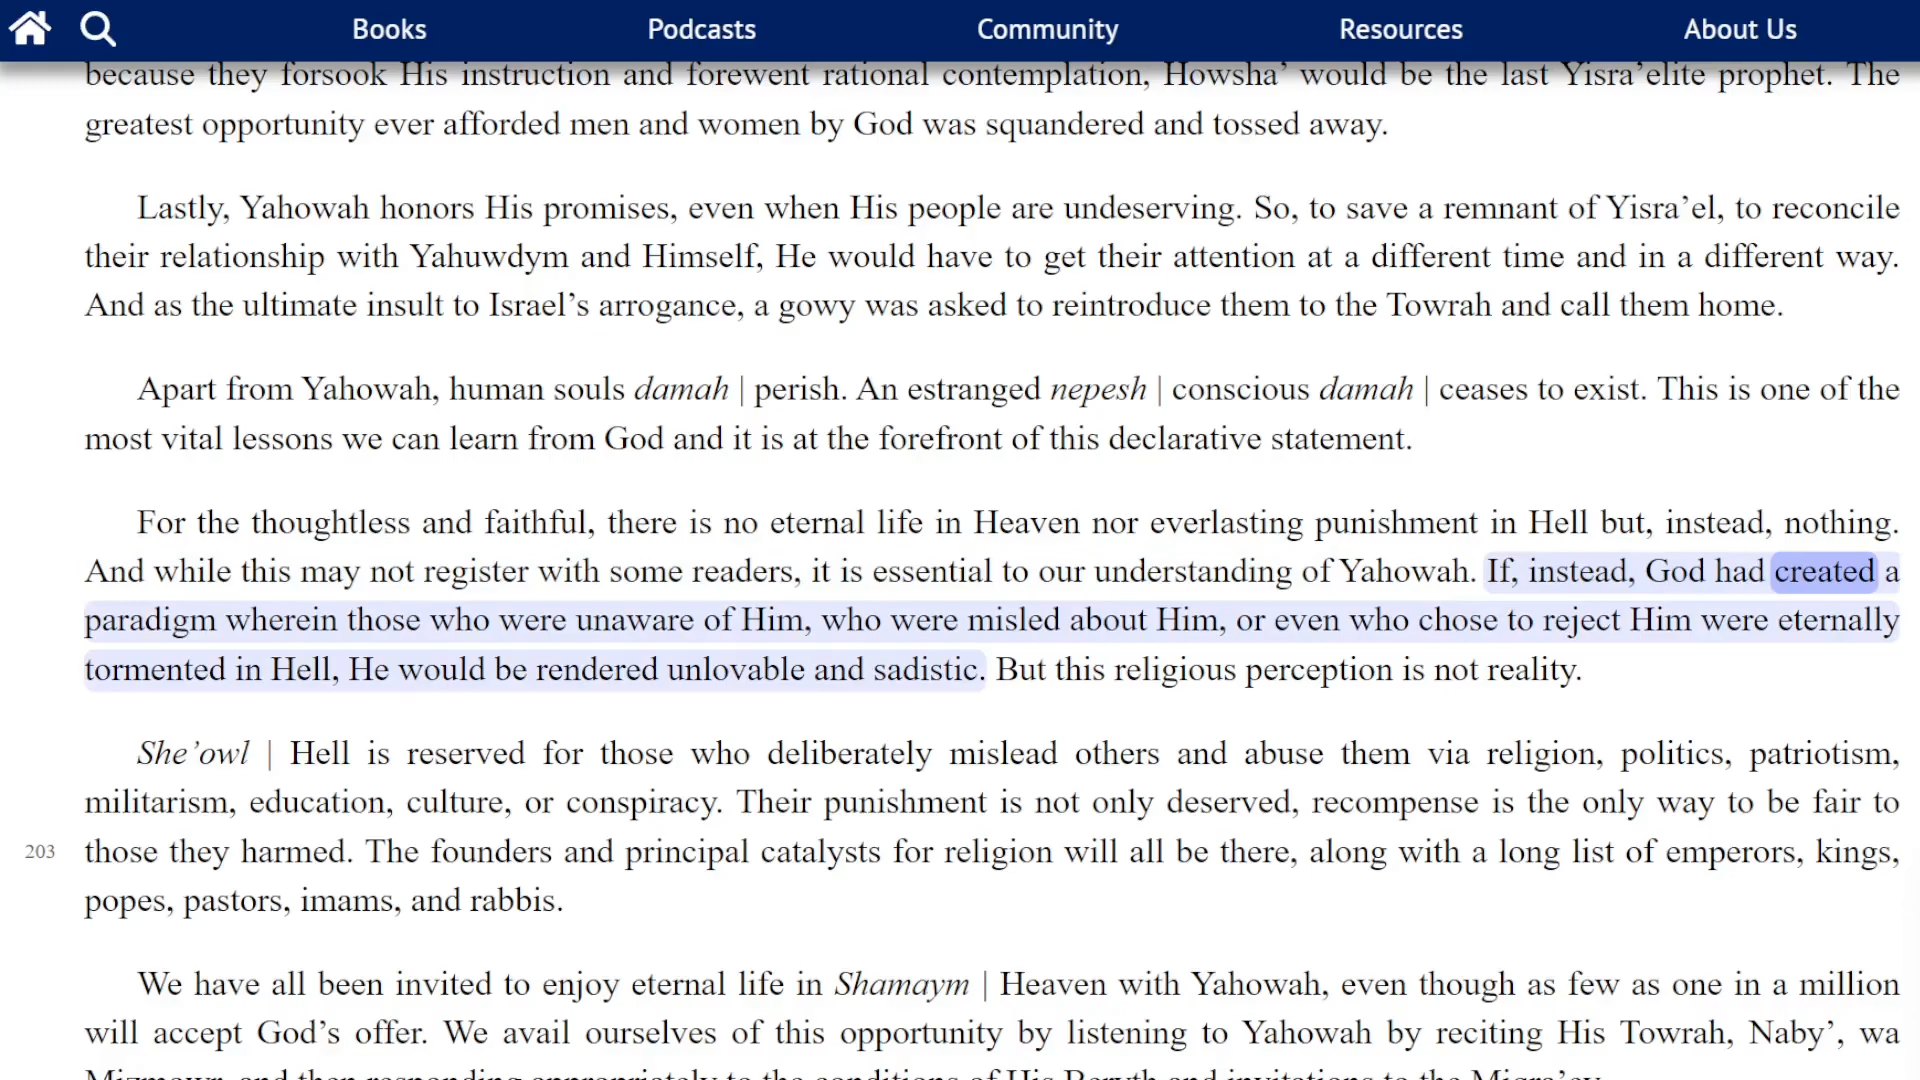 Books Podcasts Community Resources About Us
because they forsook His instruction and forewent rational contemplation, Howsha’ would be the last Yisra’elite prophet. The
greatest opportunity ever afforded men and women by God was squandered and tossed away.
Lastly, Yahowah honors His promises, even when His people are undeserving. So, to save a remnant of Yisra’el, to reconcile
their relationship with Yahuwdym and Himself, He would have to get their attention at a different time and in a different way.
And as the ultimate insult to Israel’s arrogance, a gowy was asked to reintroduce them to the Towrah and call them home.
Apart from Yahowah, human souls damah | perish. An estranged nepesh | conscious damah | ceases to exist. This is one of the
most vital lessons we can learn from God and it is at the forefront of this declarative statement.
For the thoughtless and faithful, there is no eternal life in Heaven nor everlasting punishment in Hell but, instead, nothing.
And while this may not register with some readers, it is essential to our understanding of Yahowah. If, instead, God had created a
paradigm wherein those who were unaware of Him, who were misled about Him, or even who chose to reject Him were eternally
tormented in Hell, He would be rendered unlovable and sadistic. But this religious perception is not reality.
She’owl | Hell is reserved for those who deliberately mislead others and abuse them via religion, politics, patriotism,
militarism, education, culture, or conspiracy. Their punishment is not only deserved, recompense is the only way to be fair to
203 those they harmed. The founders and principal catalysts for religion will all be there, along with a long list of emperors, kings,
popes, pastors, imams, and rabbis.
We have all been invited to enjoy eternal life in Shamaym | Heaven with Yahowah, even though as few as one in a million
will accept God’s offer. We avail ourselves of this opportunity by listening to Yahowah by reciting His Towrah, Naby’, wa
Mizmowr, and then responding appropriately to the conditions of His Beryth and invitations to the Miqra’ey.